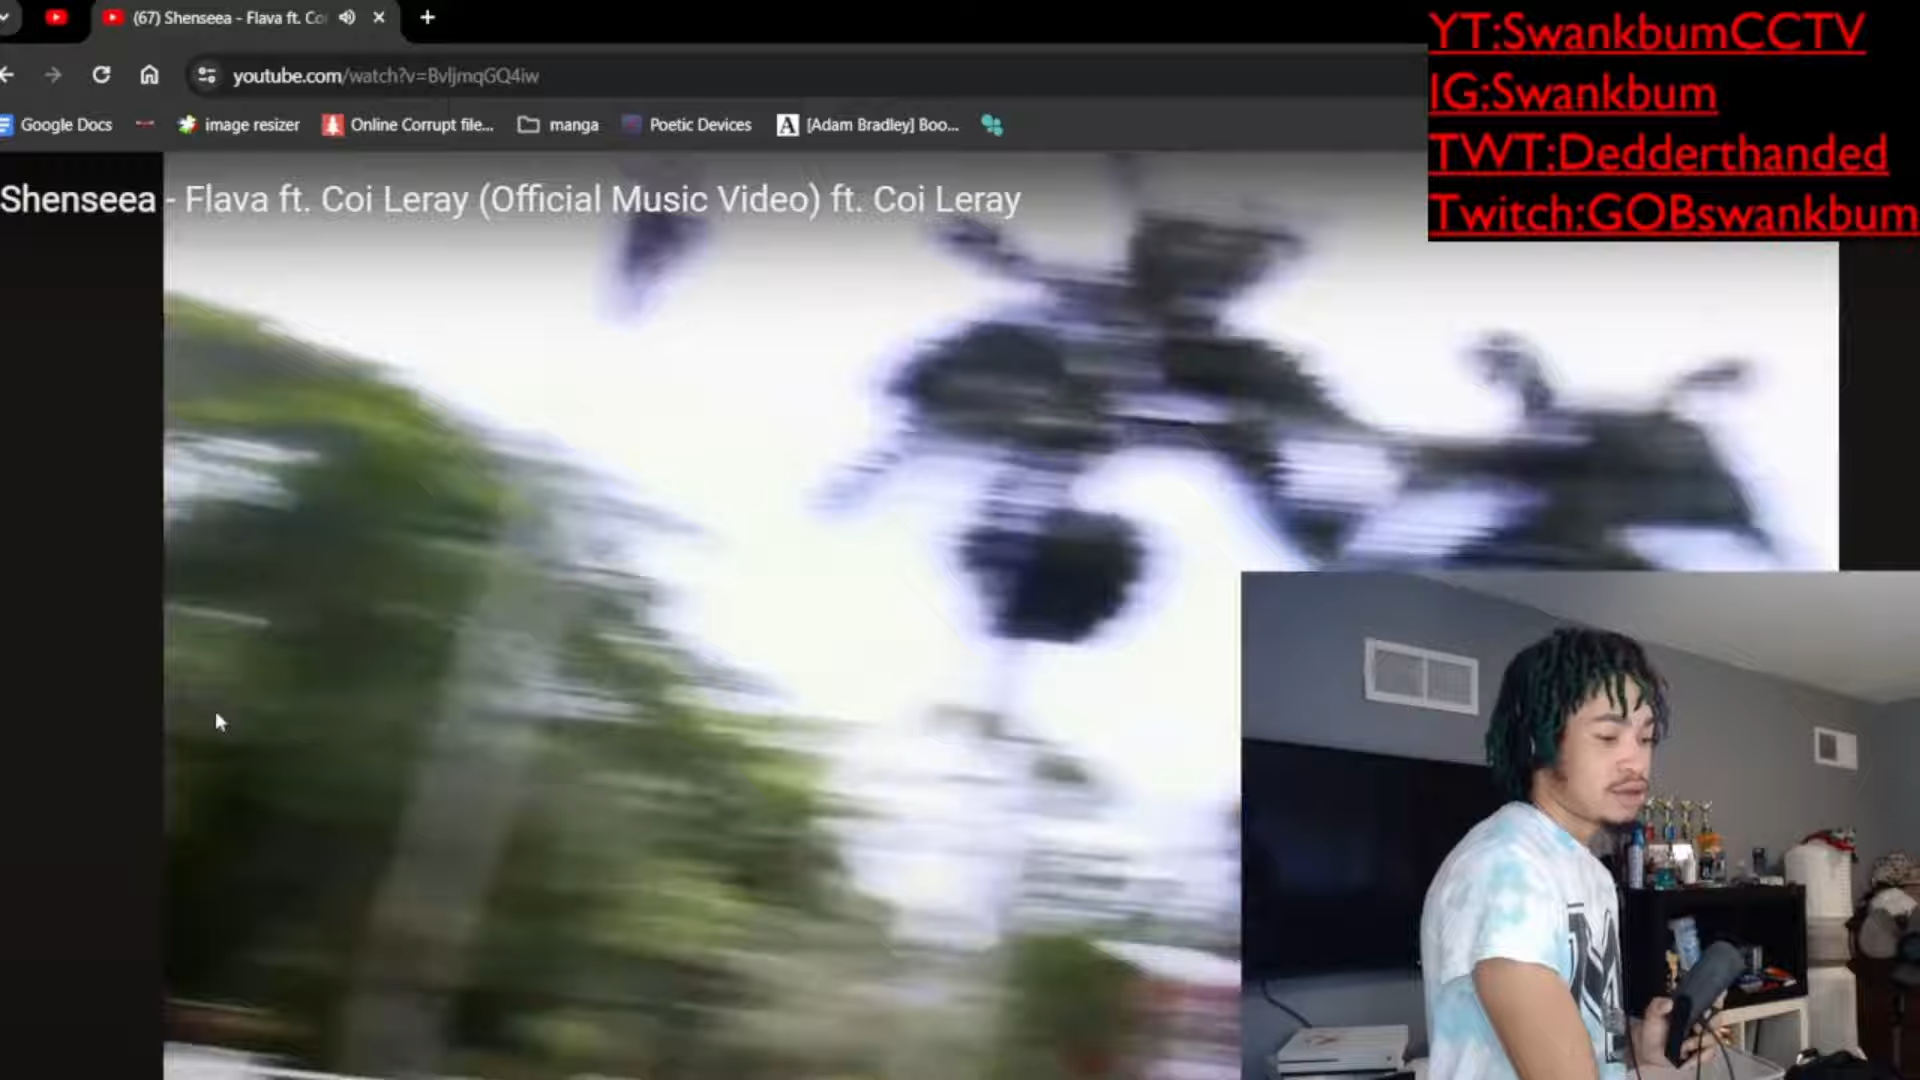 (67) Shenseea - Flava ft. Coi
youtube.com/watch?v=BvljmqGQ4iw
Google Docs
image resizer
Online Corrupt file...
manga
Poetic Devices
A
[Adam Bradley] Boo...
Shenseea - Flava ft. Coi Leray (Official Music Video) ft. Coi Leray
YT:SwankbumCCTV
IG:Swankbum
TWT:Dedderthanded
Twitch:GOBswankbum